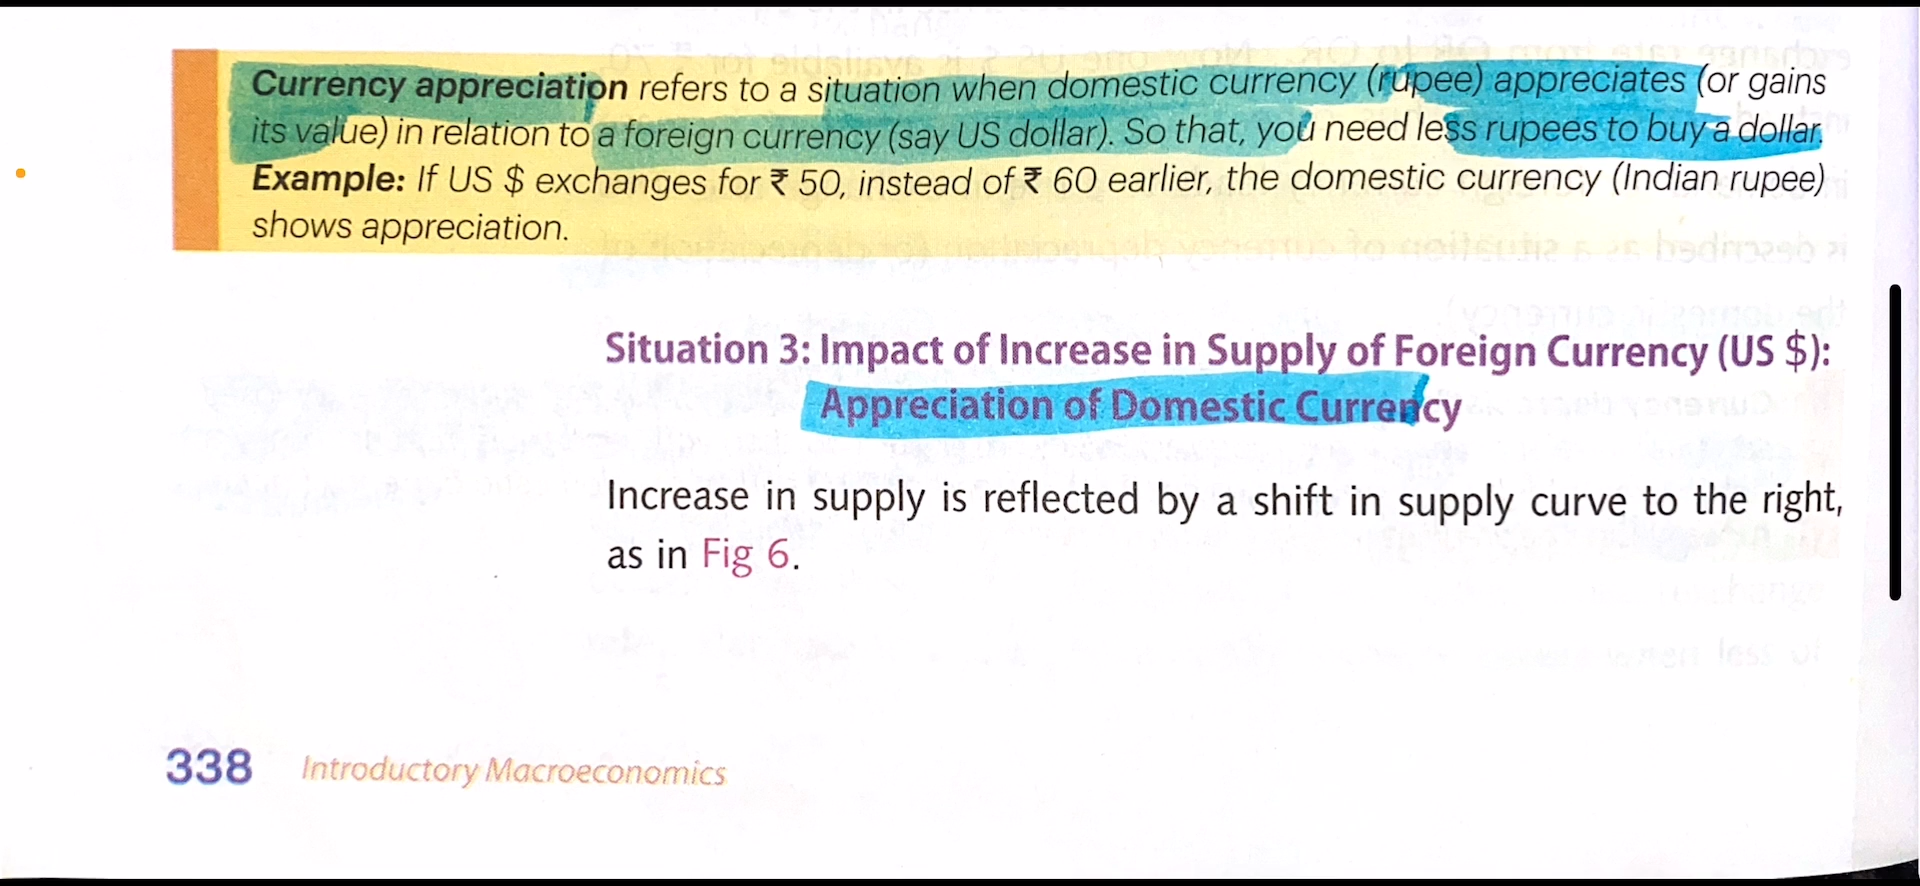 Currency appreciation refers to a situation when domestic currency (rupee) appreciates (or gains
its value) in relation to a foreign currency (say US dollar). So that, you need less rupees to buy a dollar.
Example: If US $ exchanges for ₹ 50, instead of ₹ 60 earlier, the domestic currency (Indian rupee)
shows appreciation.
Situation 3: Impact of Increase in Supply of Foreign Currency (US $):
Appreciation of Domestic Currency
Increase in supply is reflected by a shift in supply curve to the right,
as in Fig 6.
338 Introductory Macroeconomics